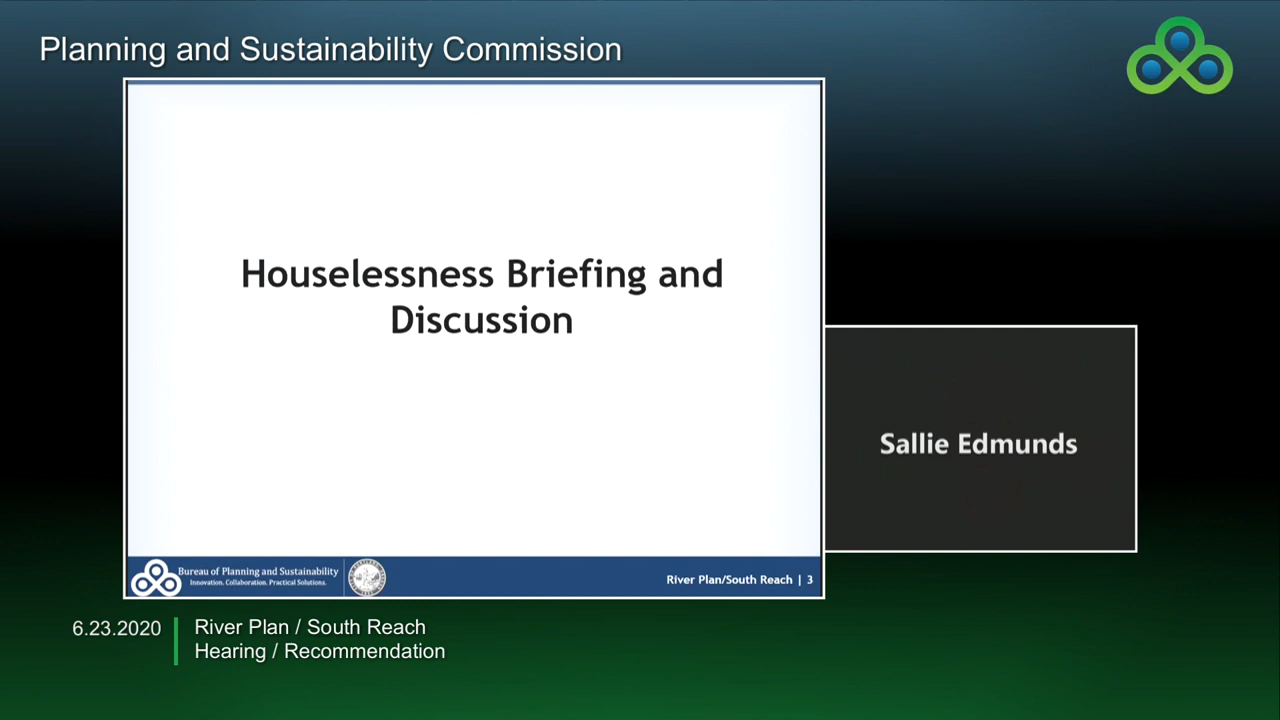 Planning and Sustainability Commission
Houselessness Briefing and
Discussion
Sallie Edmunds
Bureau of Planning and Sustainability
Innovation. Collaboration. Practical Solutions.
River Plan/South Reach | 3
6.23.2020
River Plan / South Reach
Hearing / Recommendation